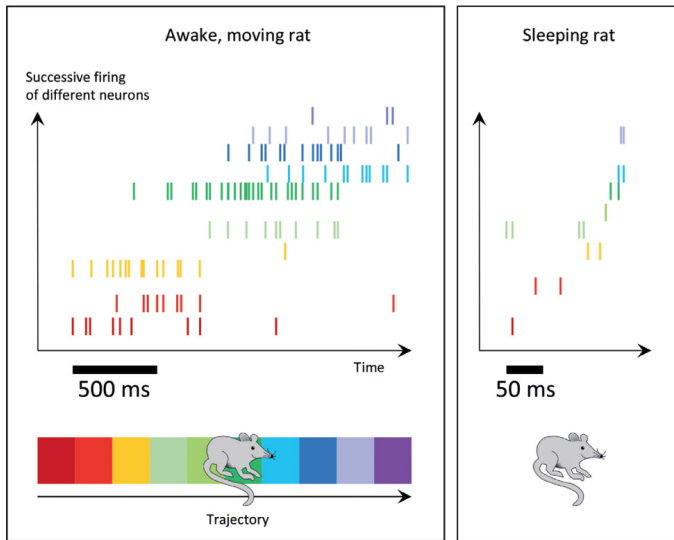 Awake, moving rat
Successive firing
of different neurons
Time
500 ms
Trajectory
Sleeping rat
50 ms